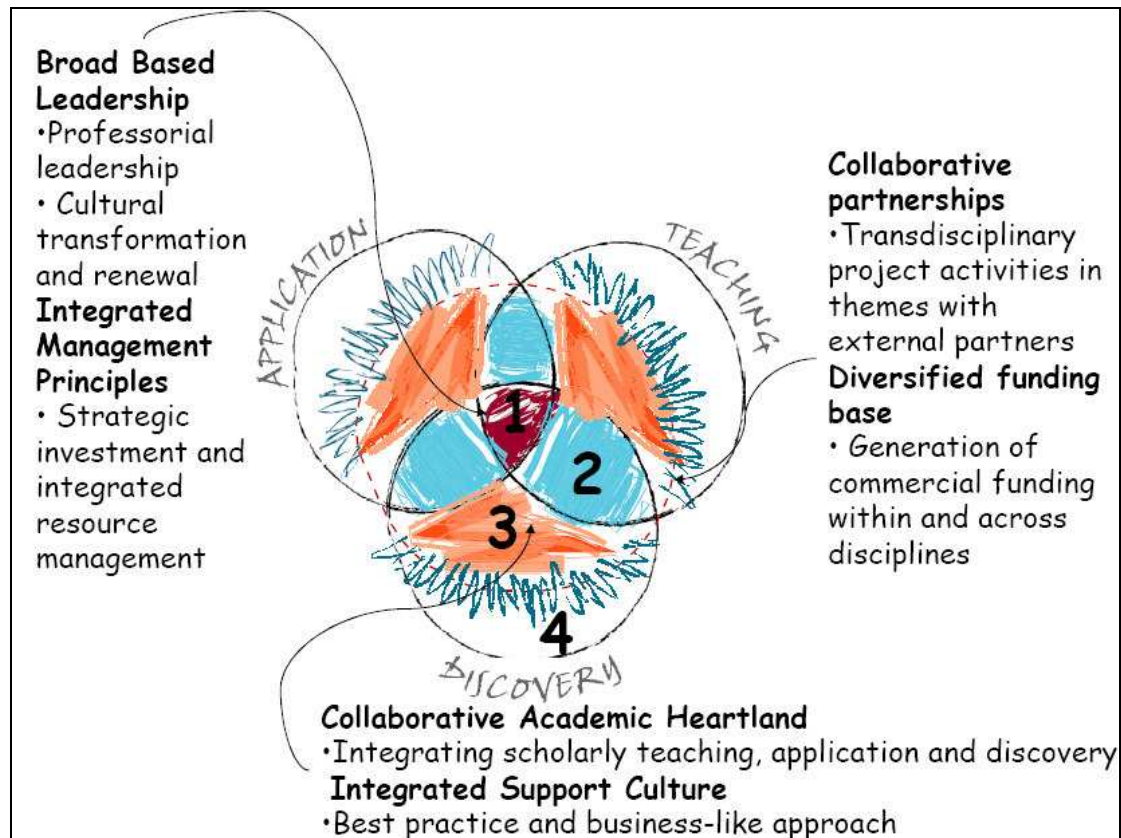 Broad Based
Leadership
•Professorial
leadership
• Cultural
transformation
and renewal
Integrated
Management
Principles
• Strategic
investment and
integrated
resource
management
APPLICATION
TEACHING
DISCOVERY
1
2
3
4
Collaborative
partnerships
•Transdisciplinary
project activities in
themes with
external partners
Diversified funding
base
• Generation of
commercial funding
within and across
disciplines
Collaborative Academic Heartland
•Integrating scholarly teaching, application and discovery
Integrated Support Culture
•Best practice and business-like approach